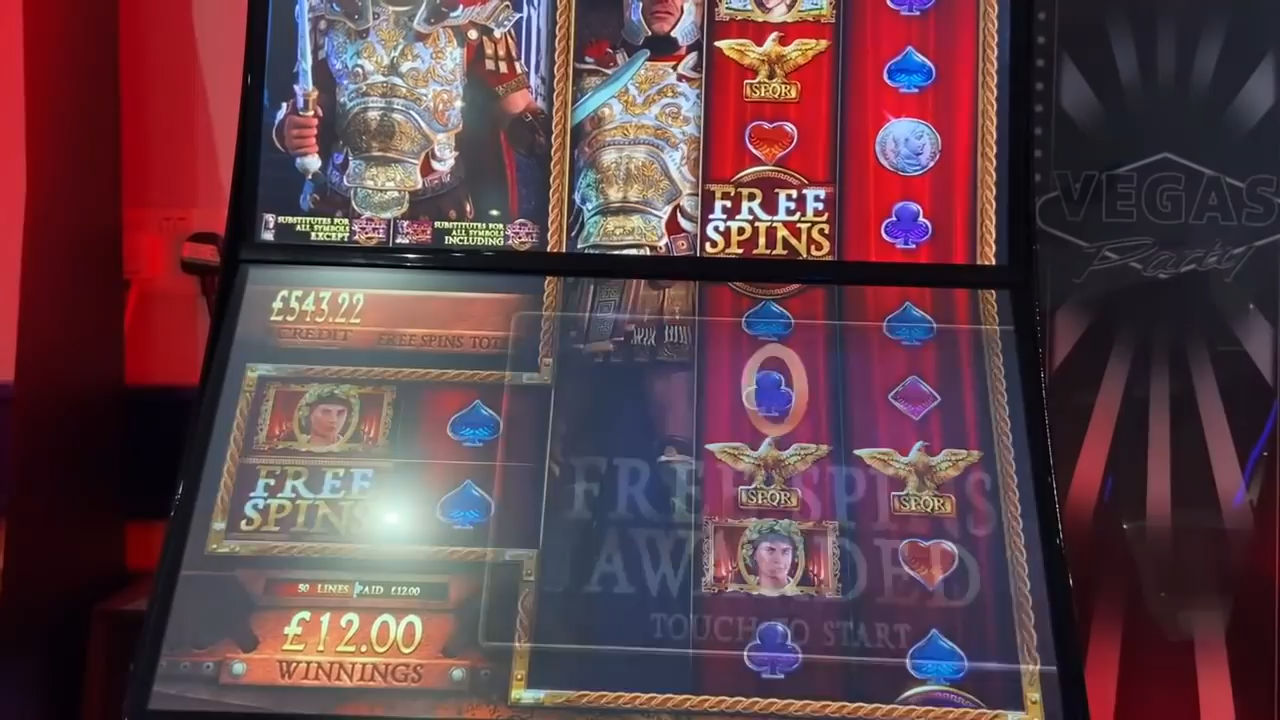 SPQR
SUBSTITUTES FOR
ALL SYMBOLS
EXCEPT
SUBSTITUTES FOR
ALL SYMBOLS
INCLUDING
FREE
SPINS
VEGAS
Party
£543.22
CREDIT
FREE SPINS TOT
FREE
SPINS
SPQR
SPQR
FREE SPINS
AWARDED
TOUCH TO START
50 LINES PAID £12.00
£12.00
WINNINGS